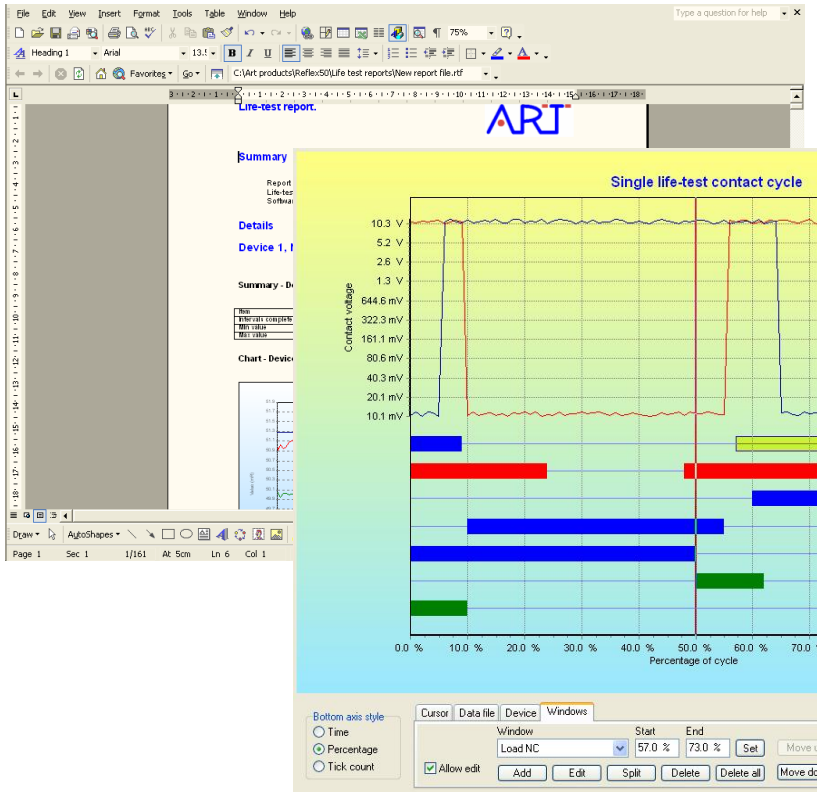 File Edit View Insert Format Tools Table Window Help
Type a question for help
75%
Heading 1 Arial 13.! B I U
Favorites Go C:\Art products\Reflex50\Life test reports\New report file.rtf
Life-test report.
ART
Summary
Report
Life-tes
Softwa
Details
Device 1, N
Summary - De
Item
Intervals complete
Min value
Max value
Chart - Device
Single life-test contact cycle
Contact voltage
10.3 V
5.2 V
2.6 V
1.3 V
644.6 mV
322.3 mV
161.1 mV
80.6 mV
40.3 mV
20.1 mV
10.1 mV
0.0 % 10.0 % 20.0 % 30.0 % 40.0 % 50.0 % 60.0 % 70.0
Percentage of cycle
Draw AutoShapes
Page 1 Sec 1 1/161 At 5cm Ln 6 Col 1
Bottom axis style
Time
Percentage
Tick count
Cursor Data file Device Windows
Window Start End
Load NC 57.0 % 73.0 % Set Move u
Allow edit Add Edit Split Delete Delete all Move do